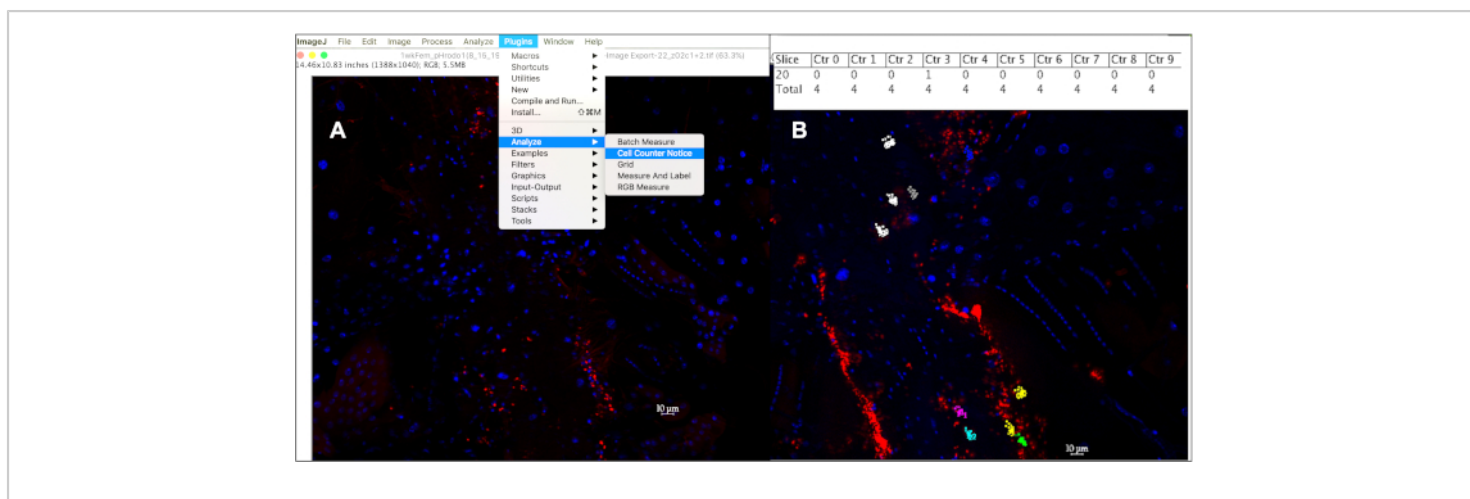 ImageJ File Edit Image Process Analyze Plugins Window Help
1wkFem_pHrodo1(8_15_19 -Image Export-22_z02c1+2.tif (63.3%)
14.46x10.83 inches (1388x1040); RGB; 5.5MB
Macros
Shortcuts
Utilities
New
Compile and Run...
Install... ⇧⌘M
3D
Analyze
Examples
Filters
Graphics
Input-Output
Scripts
Stacks
Tools
Batch Measure
Cell Counter Notice
Grid
Measure And Label
RGB Measure
A
10 µm
Slice Ctr 0 Ctr 1 Ctr 2 Ctr 3 Ctr 4 Ctr 5 Ctr 6 Ctr 7 Ctr 8 Ctr 9
20 0 0 0 1 0 0 0 0 0 0
Total 4 4 4 4 4 4 4 4 4 4
B
10 µm